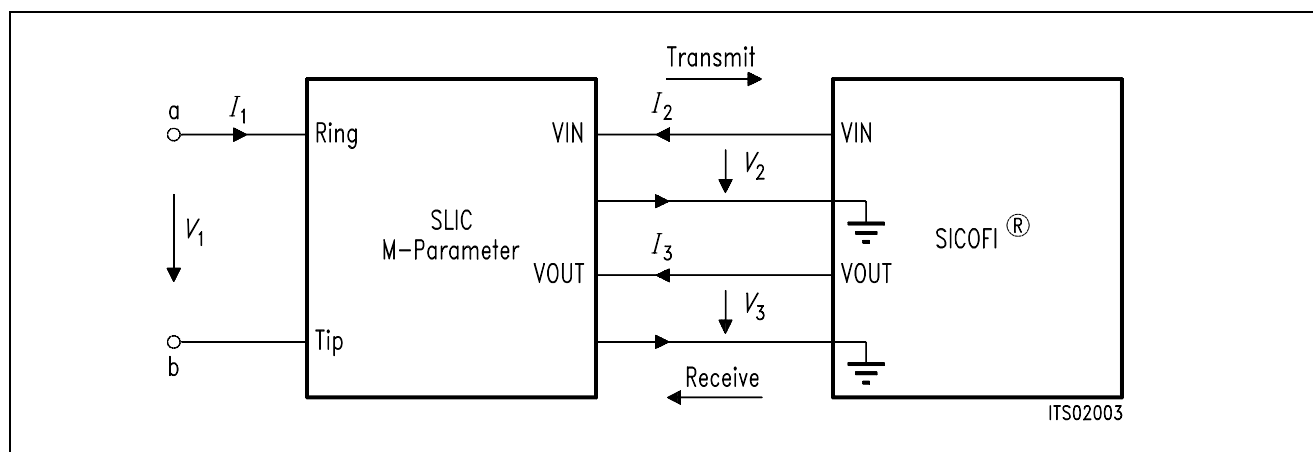 Transmit
a
I1
Ring
VIN
I2
VIN
V2
V1
SLIC
M-Parameter
SICOFI®
VOUT
I3
VOUT
V3
Tip
b
Receive
ITS02003